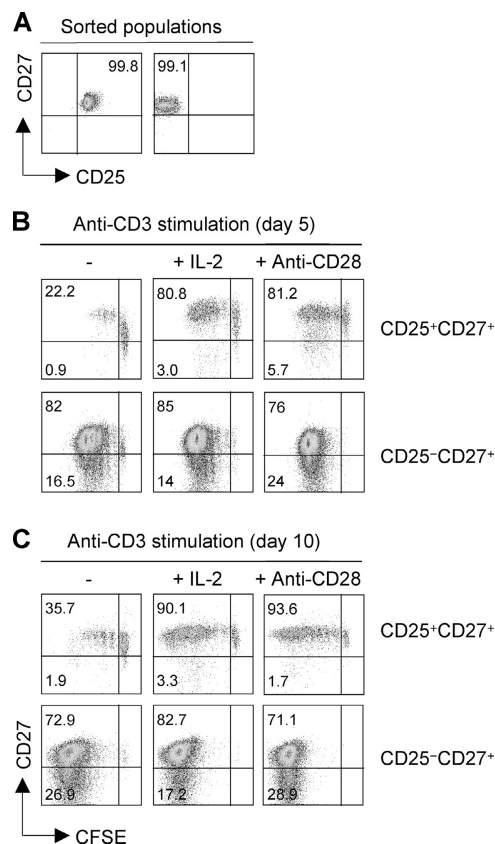 A
Sorted populations
99.8
99.1
CD27
CD25
B
Anti-CD3 stimulation (day 5)
- + IL-2 + Anti-CD28
22.2 80.8 81.2
CD25⁺CD27⁺
0.9 3.0 5.7
82 85 76
CD25⁻CD27⁺
16.5 14 24
C
Anti-CD3 stimulation (day 10)
- + IL-2 + Anti-CD28
35.7 90.1 93.6
CD25⁺CD27⁺
1.9 3.3 1.7
72.9 82.7 71.1
CD25⁻CD27⁺
26.9 17.2 28.9
CD27
CFSE